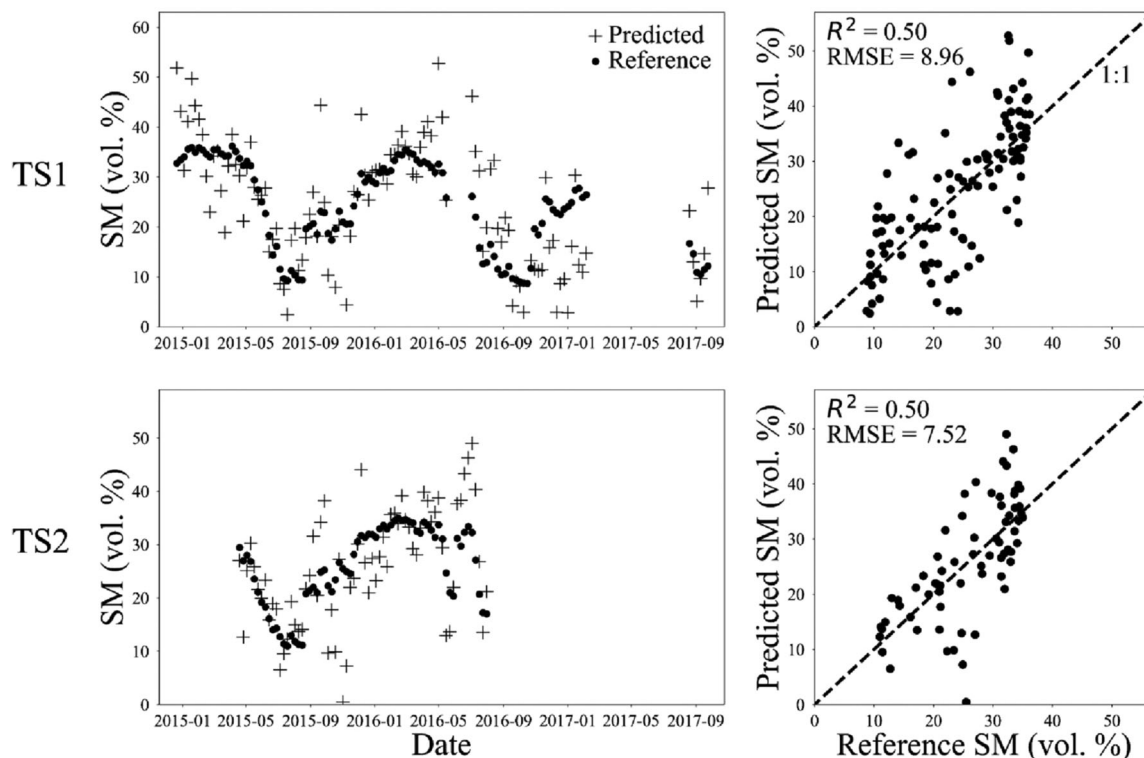 TS1
SM (vol. %)
60
50
40
30
20
10
0
Predicted
Reference
2015-01 2015-05 2015-09 2016-01 2016-05 2016-09 2017-01 2017-05 2017-09
Predicted SM (vol. %)
50
40
30
20
10
0
R² = 0.50
RMSE = 8.96
1:1
0 10 20 30 40 50
TS2
SM (vol. %)
50
40
30
20
10
0
2015-01 2015-05 2015-09 2016-01 2016-05 2016-09 2017-01 2017-05 2017-09
Date
Predicted SM (vol. %)
50
40
30
20
10
0
R² = 0.50
RMSE = 7.52
0 10 20 30 40 50
Reference SM (vol. %)